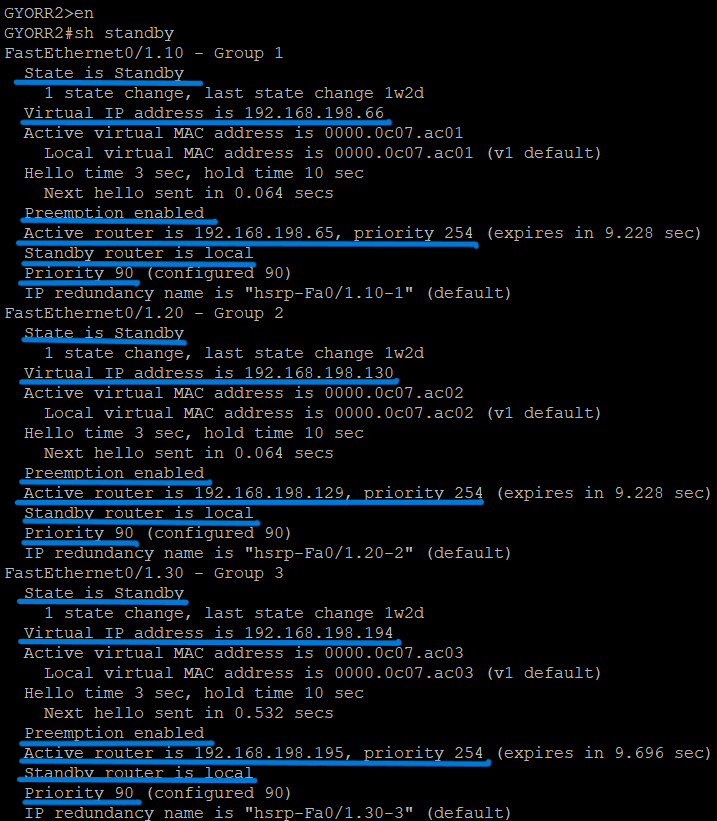 GYORR2>en
GYORR2#sh standby
FastEthernet0/1.10 - Group 1
State is Standby
1 state change, last state change 1w2d
Virtual IP address is 192.168.198.66
Active virtual MAC address is 0000.0c07.ac01
Local virtual MAC address is 0000.0c07.ac01 (v1 default)
Hello time 3 sec, hold time 10 sec
Next hello sent in 0.064 secs
Preemption enabled
Active router is 192.168.198.65, priority 254 (expires in 9.228 sec)
Standby router is local
Priority 90 (configured 90)
IP redundancy name is "hsrp-Fa0/1.10-1" (default)
FastEthernet0/1.20 - Group 2
State is Standby
1 state change, last state change 1w2d
Virtual IP address is 192.168.198.130
Active virtual MAC address is 0000.0c07.ac02
Local virtual MAC address is 0000.0c07.ac02 (v1 default)
Hello time 3 sec, hold time 10 sec
Next hello sent in 0.064 secs
Preemption enabled
Active router is 192.168.198.129, priority 254 (expires in 9.228 sec)
Standby router is local
Priority 90 (configured 90)
IP redundancy name is "hsrp-Fa0/1.20-2" (default)
FastEthernet0/1.30 - Group 3
State is Standby
1 state change, last state change 1w2d
Virtual IP address is 192.168.198.194
Active virtual MAC address is 0000.0c07.ac03
Local virtual MAC address is 0000.0c07.ac03 (v1 default)
Hello time 3 sec, hold time 10 sec
Next hello sent in 0.532 secs
Preemption enabled
Active router is 192.168.198.195, priority 254 (expires in 9.696 sec)
Standby router is local
Priority 90 (configured 90)
IP redundancy name is "hsrp-Fa0/1.30-3" (default)